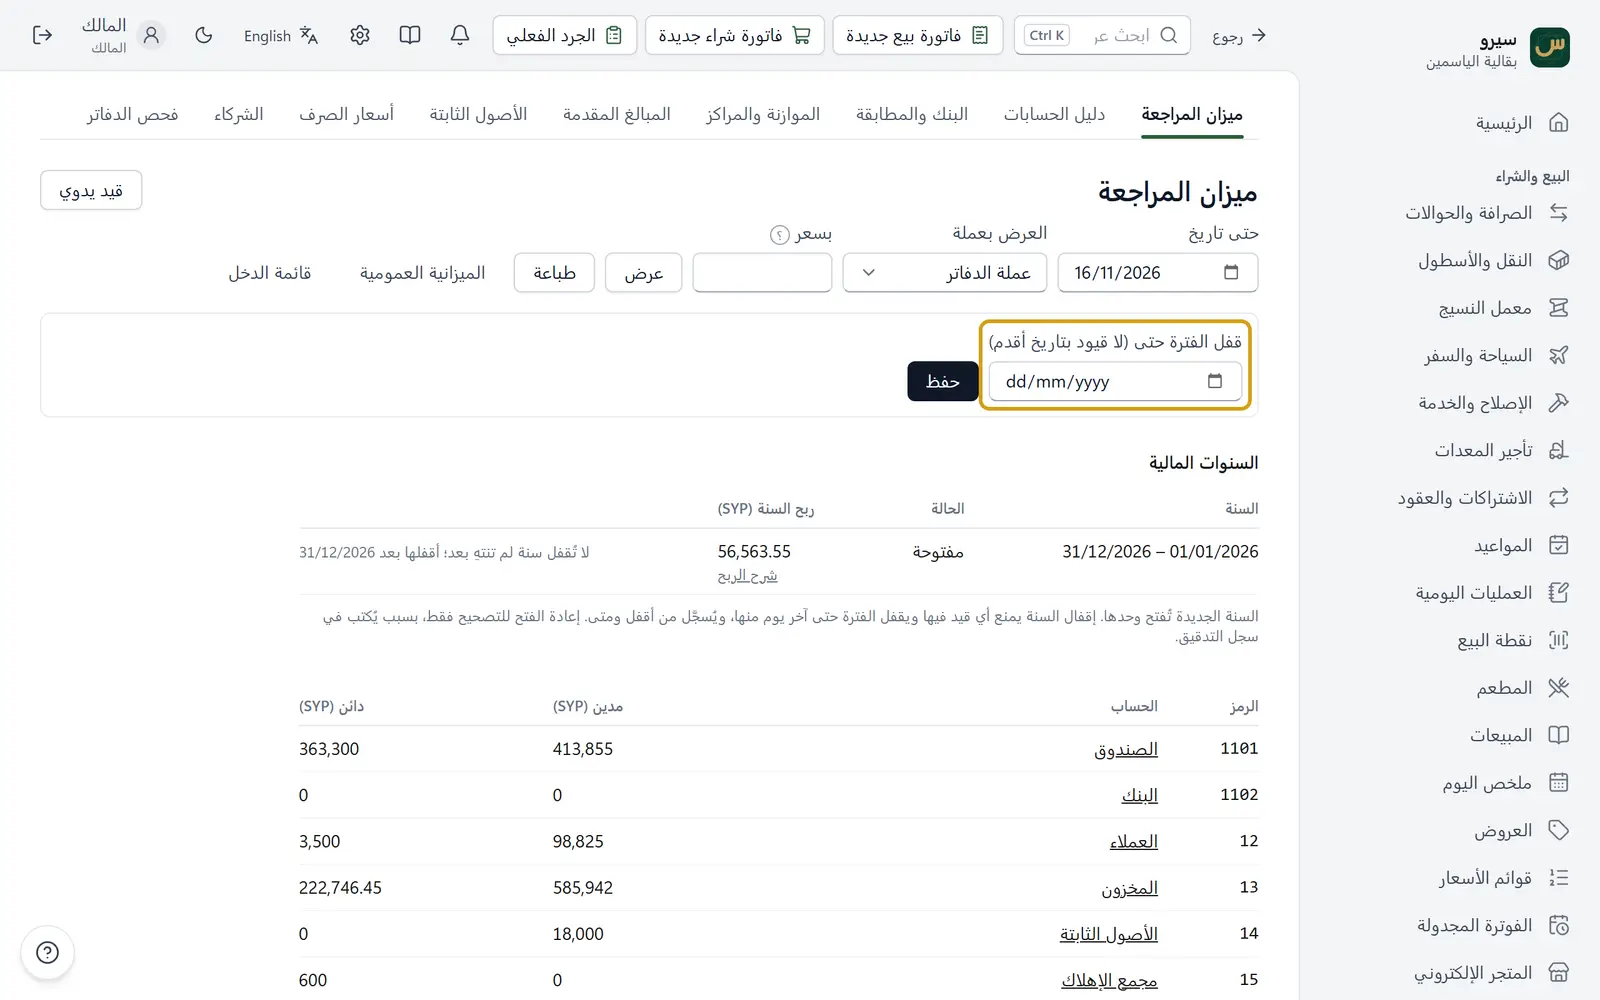 سيرو
بقالية الياسمين
رجوع
ابحث عر
Ctrl K
فاتورة بيع جديدة
فاتورة شراء جديدة
الجرد الفعلي
English
المالك
المالك
الرئيسية
البيع والشراء
الصرافة والحوالات
النقل والأسطول
معمل النسيج
السياحة والسفر
الإصلاح والخدمة
تأجير المعدات
الاشتراكات والعقود
المواعيد
العمليات اليومية
نقطة البيع
المطعم
المبيعات
ملخص اليوم
العروض
قوائم الأسعار
الفوترة المجدولة
المتجر الإلكتروني
ميزان المراجعة
دليل الحسابات
البنك والمطابقة
الموازنة والمراكز
المبالغ المقدمة
الأصول الثابتة
أسعار الصرف
الشركاء
فحص الدفاتر
ميزان المراجعة
قيد يدوي
حتى تاريخ
العرض بعملة
بسعر ؟
16/11/2026
عملة الدفاتر
عرض
طباعة
الميزانية العمومية
قائمة الدخل
قفل الفترة حتى (لا قيود بتاريخ أقدم)
dd/mm/yyyy
حفظ
السنوات المالية
السنة
الحالة
ربح السنة (SYP)
01/01/2026 – 31/12/2026
مفتوحة
56,563.55
لا تُقفل سنة لم تنتهِ بعد؛ أقفلها بعد 31/12/2026
شرح الربح
السنة الجديدة تُفتح وحدها. إقفال السنة يمنع أي قيد فيها ويقفل الفترة حتى آخر يوم منها، ويُسجَّل من أقفل ومتى. إعادة الفتح للتصحيح فقط، بسبب يُكتب في
سجل التدقيق.
الرمز
الحساب
مدين (SYP)
دائن (SYP)
1101
الصندوق
413,855
363,300
1102
البنك
0
0
12
العملاء
98,825
3,500
13
المخزون
585,942
222,746.45
14
الأصول الثابتة
18,000
0
15
مجمع الإهلاك
0
600